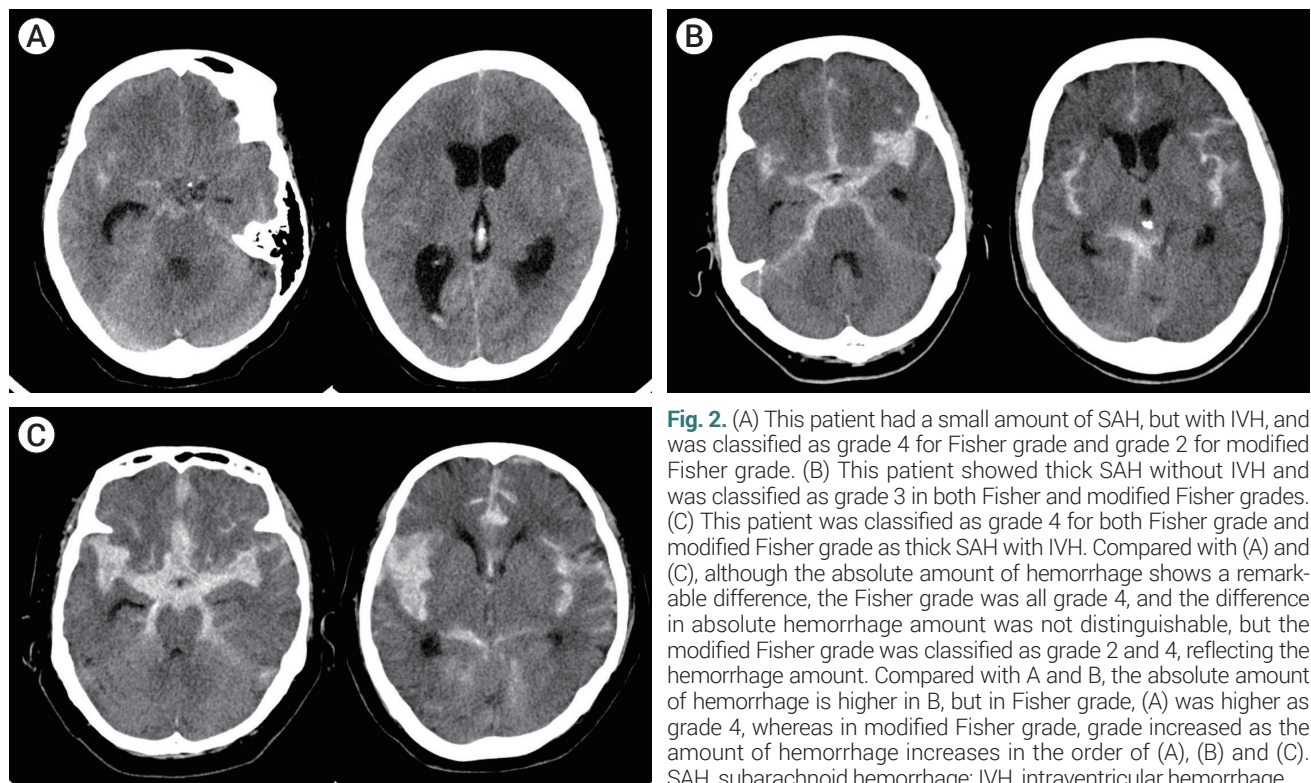 A
B
C
Fig. 2. (A) This patient had a small amount of SAH, but with IVH, and
was classified as grade 4 for Fisher grade and grade 2 for modified
Fisher grade. (B) This patient showed thick SAH without IVH and
was classified as grade 3 in both Fisher and modified Fisher grades.
(C) This patient was classified as grade 4 for both Fisher grade and
modified Fisher grade as thick SAH with IVH. Compared with (A) and
(C), although the absolute amount of hemorrhage shows a remark-
able difference, the Fisher grade was all grade 4, and the difference
in absolute hemorrhage amount was not distinguishable, but the
modified Fisher grade was classified as grade 2 and 4, reflecting the
hemorrhage amount. Compared with A and B, the absolute amount
of hemorrhage is higher in B, but in Fisher grade, (A) was higher as
grade 4, whereas in modified Fisher grade, grade increased as the
amount of hemorrhage increases in the order of (A), (B) and (C).
SAH, subarachnoid hemorrhage; IVH, intraventricular hemorrhage.